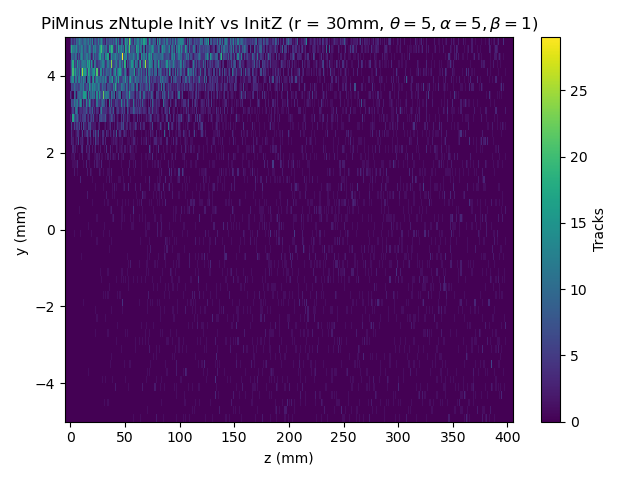 PiMinus zNtuple InitY vs InitZ (r = 30mm, θ = 5, α = 5, β = 1)
4
2
0
−2
−4
y (mm)
0 50 100 150 200 250 300 350 400
z (mm)
25
20
15
10
5
0
Tracks